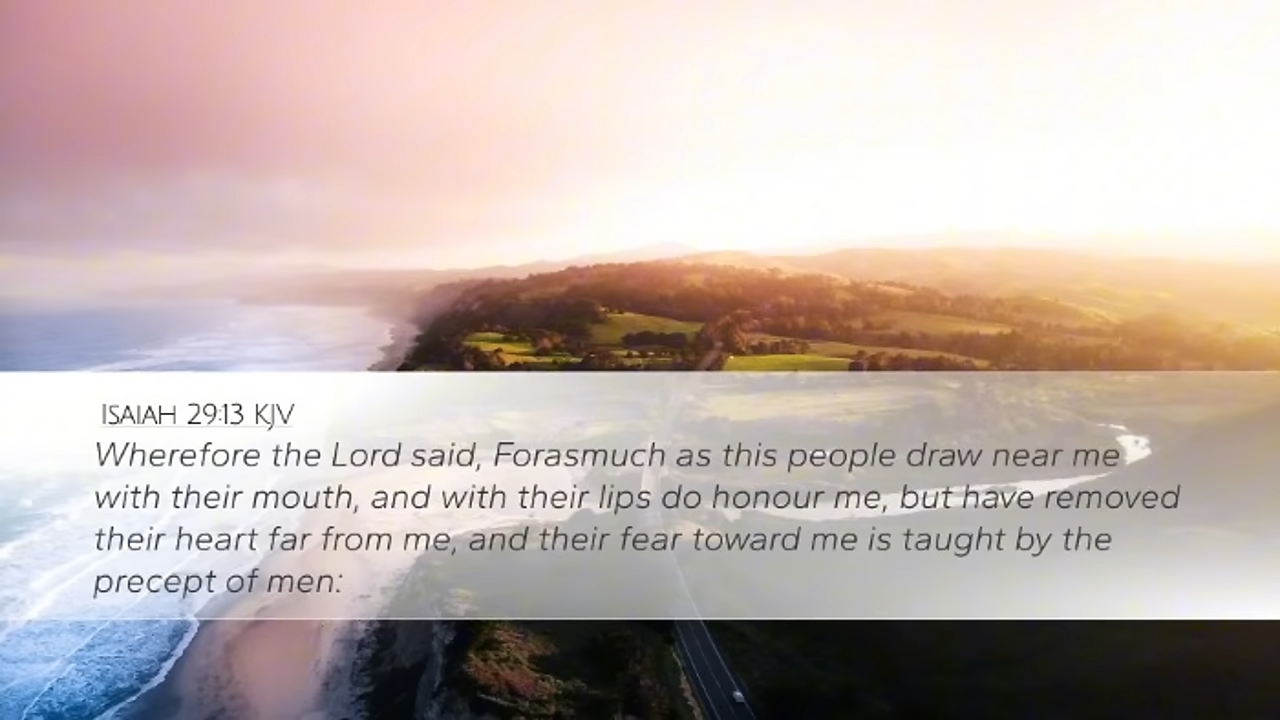 Isaiah 29:13 KJV
Wherefore the Lord said, Forasmuch as this people draw near me
with their mouth, and with their lips do honour me, but have removed
their heart far from me, and their fear toward me is taught by the
precept of men: